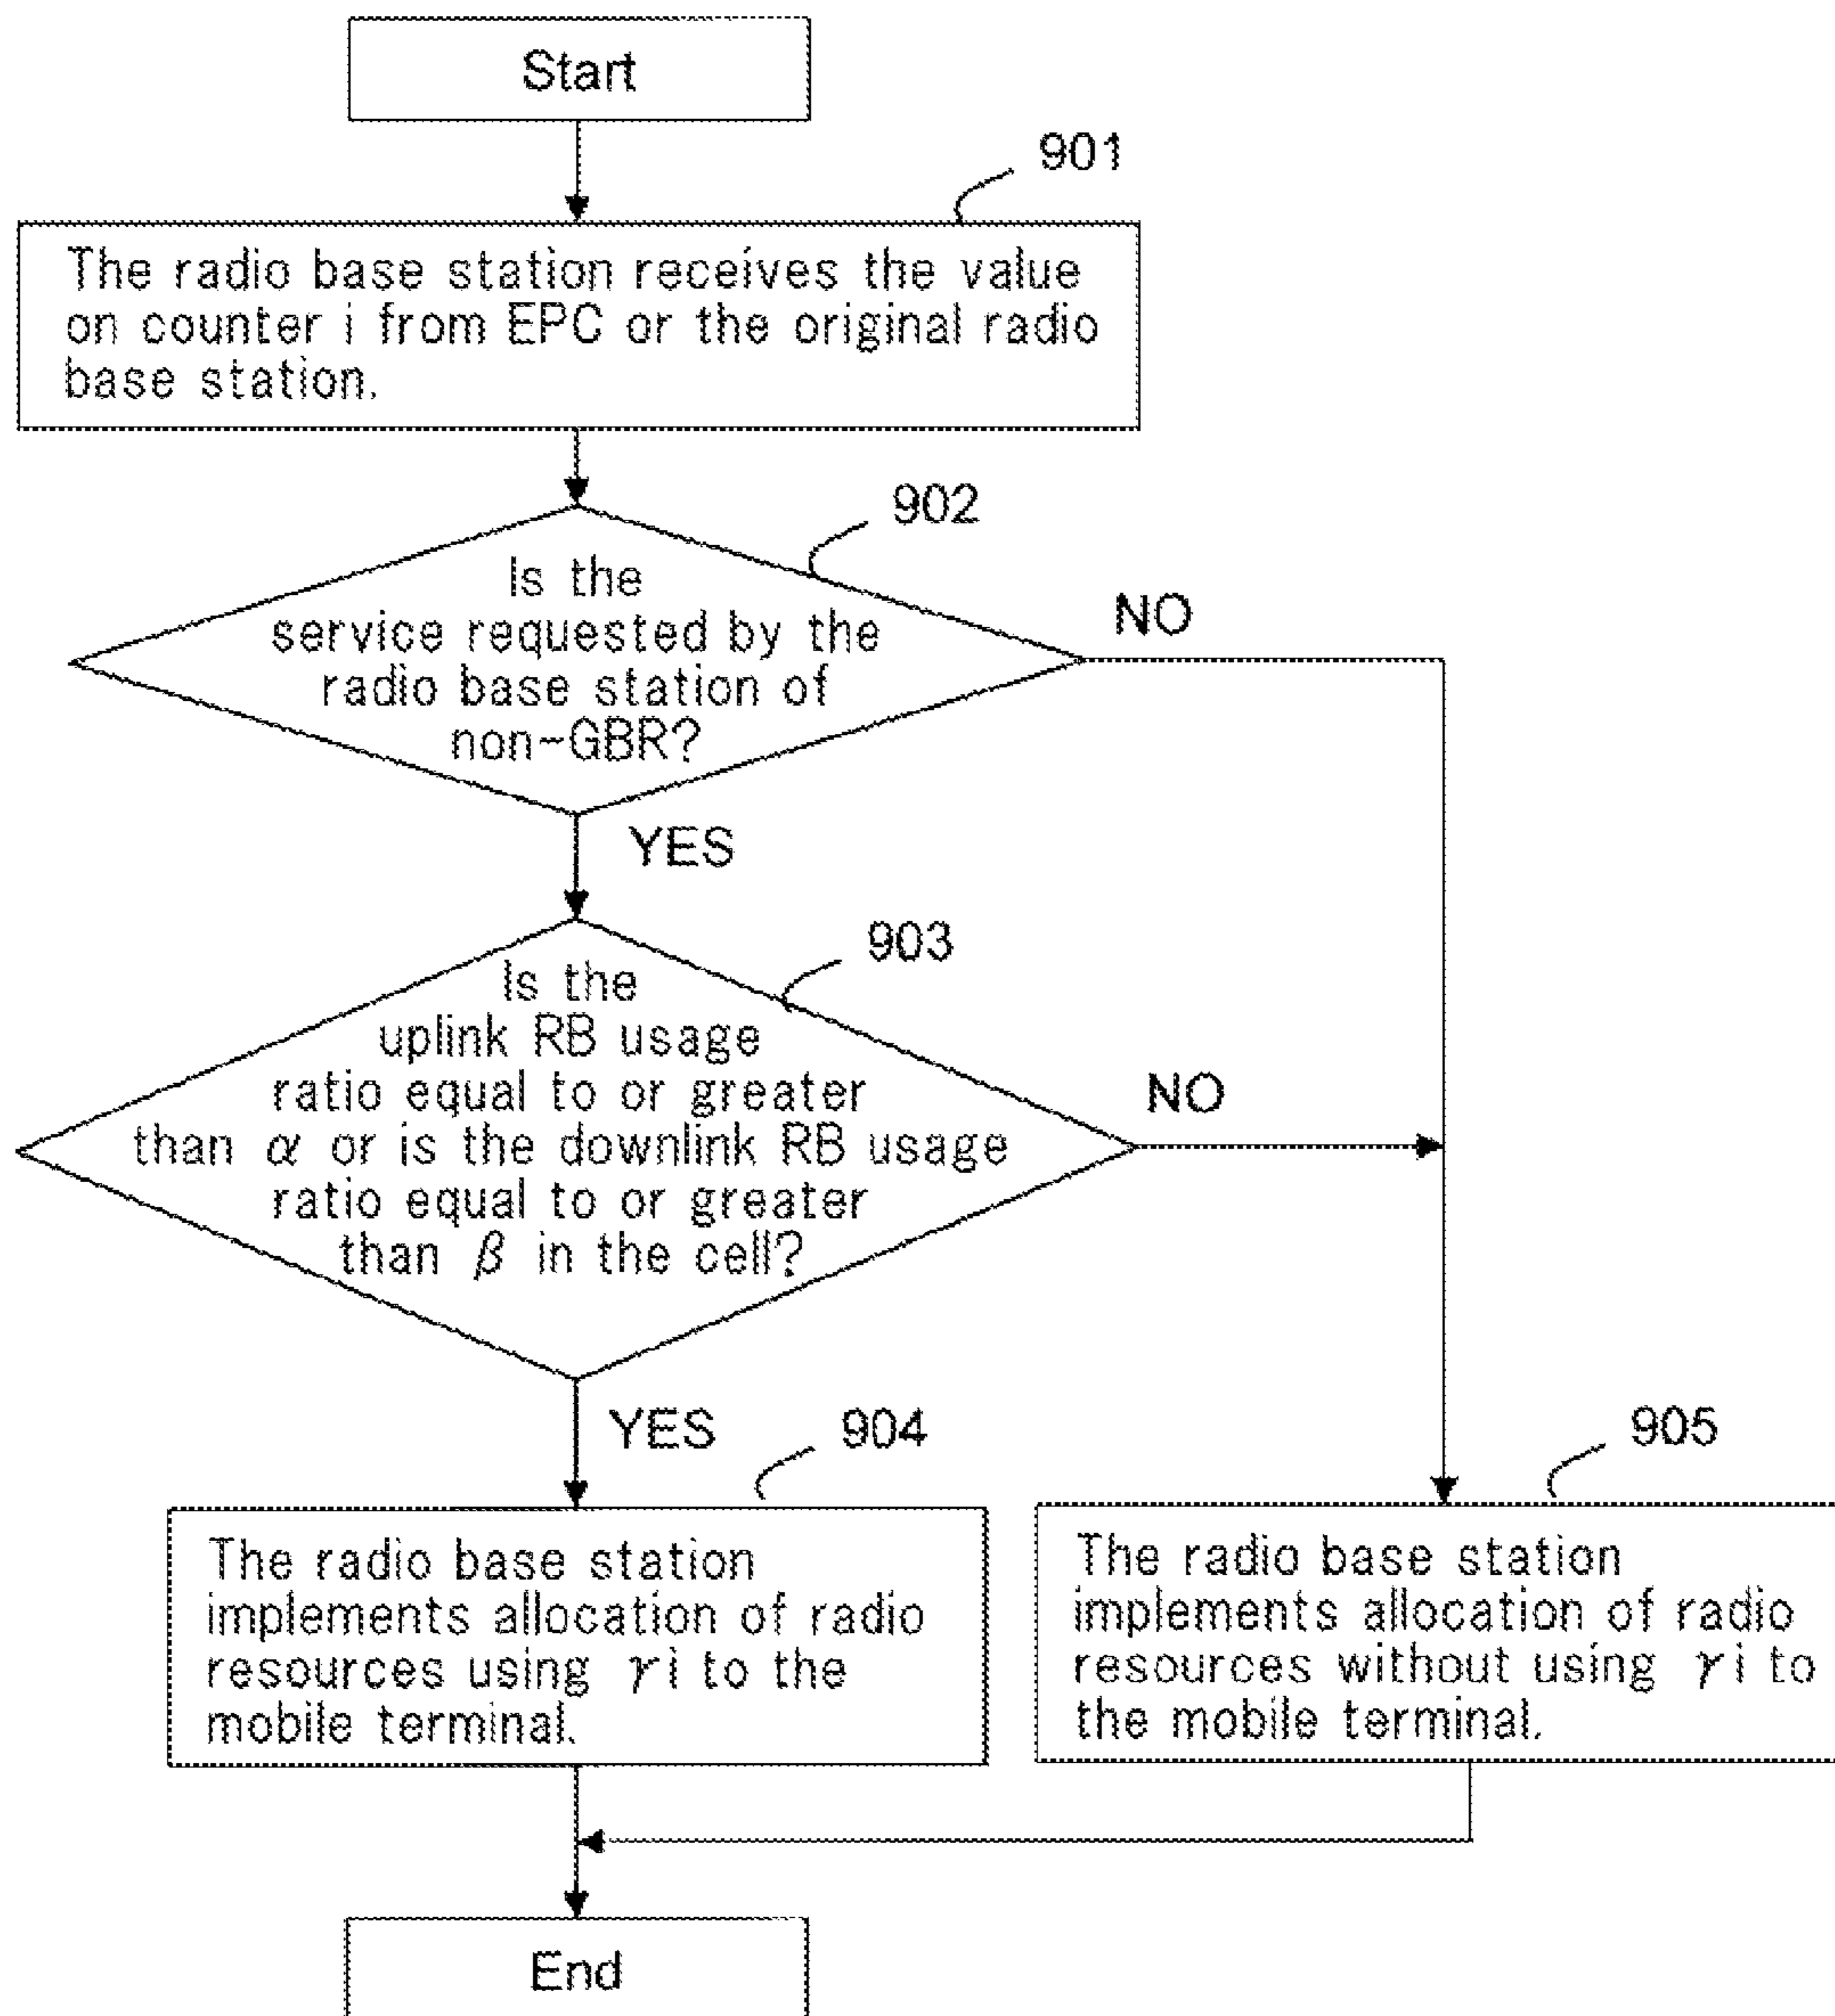 Start
901
The radio base station receives the value
on counter i from EPC or the original radio
base station.
902
Is the
service requested by the
radio base station of
non-GBR?
NO
YES
903
Is the
uplink RB usage
ratio equal to or greater
than α or is the downlink RB usage
ratio equal to or greater
than β in the cell?
NO
YES
904
The radio base station
implements allocation of radio
resources using γi to the
mobile terminal.
905
The radio base station
implements allocation of radio
resources without using γi to
the mobile terminal.
End